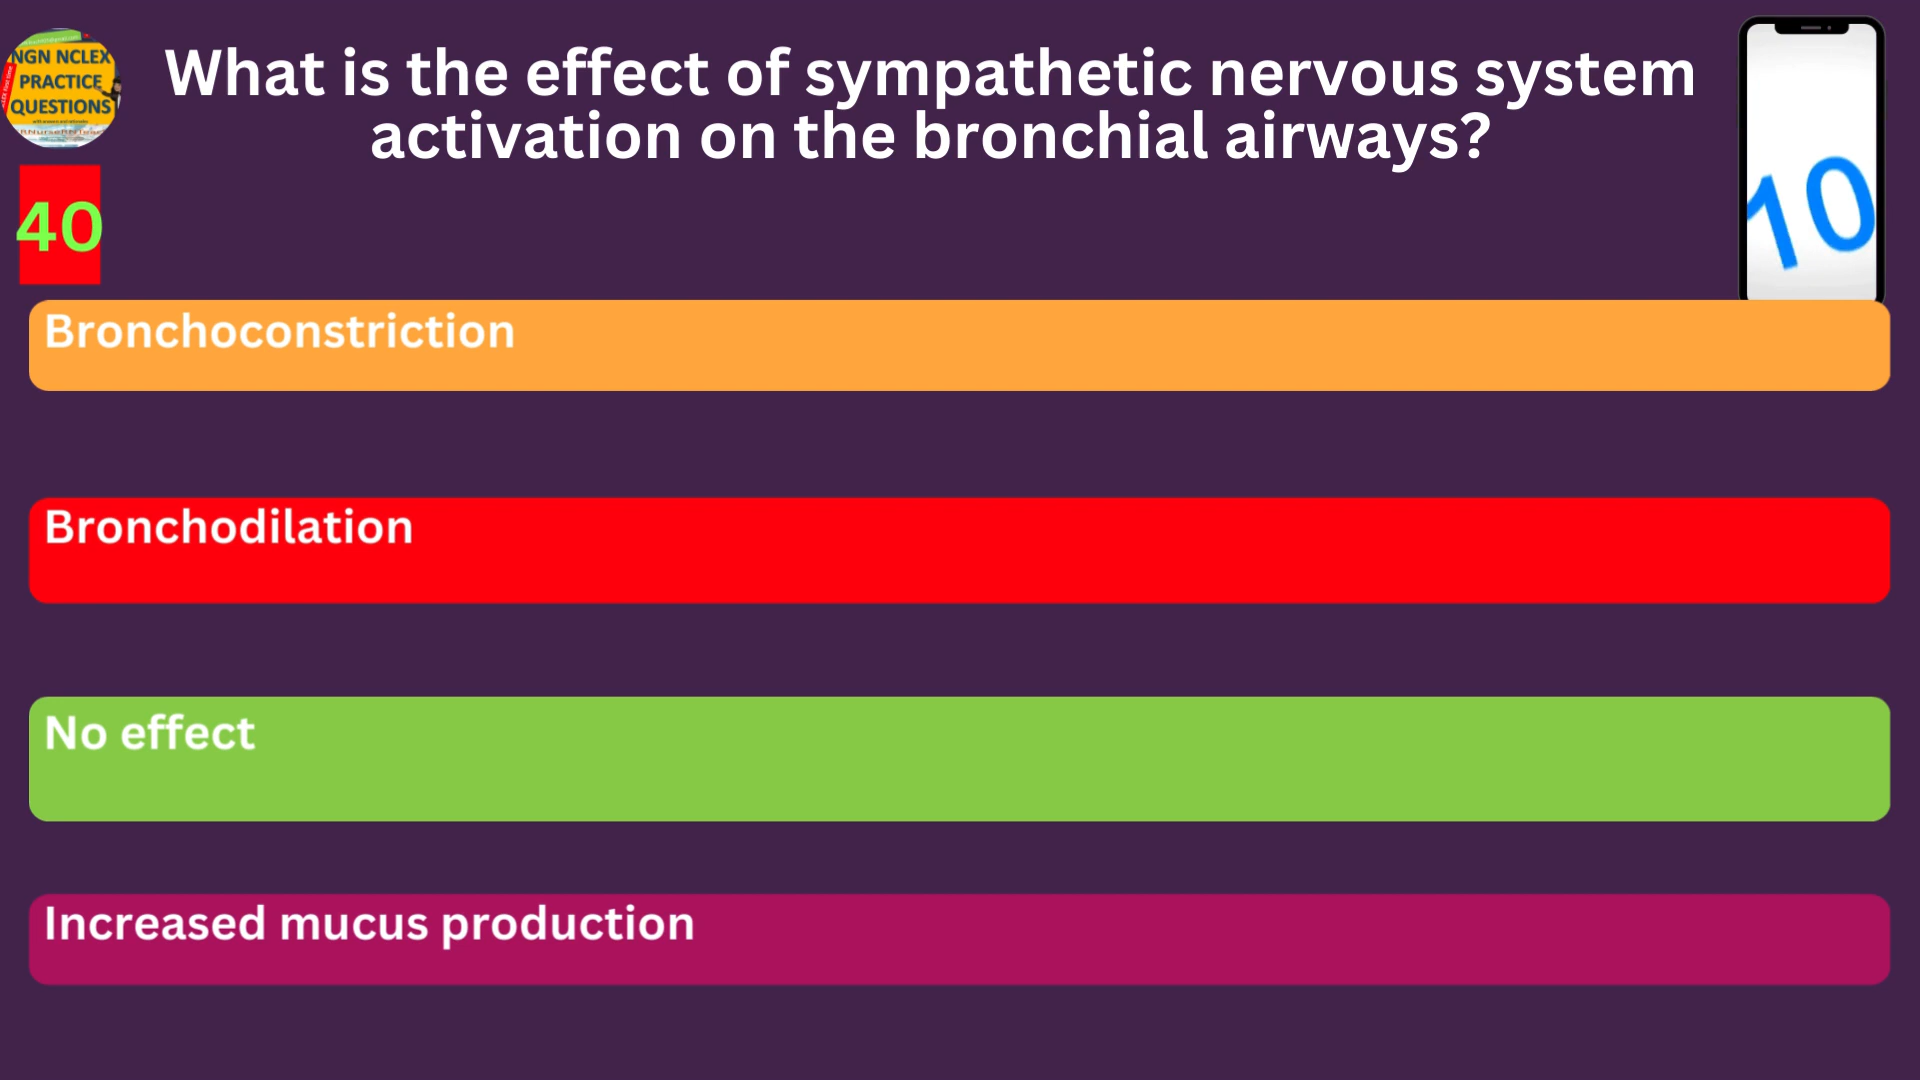 What is the effect of sympathetic nervous system
activation on the bronchial airways?
NGN NCLEX
PRACTICE
QUESTIONS
40
10
Bronchoconstriction
Bronchodilation
No effect
Increased mucus production